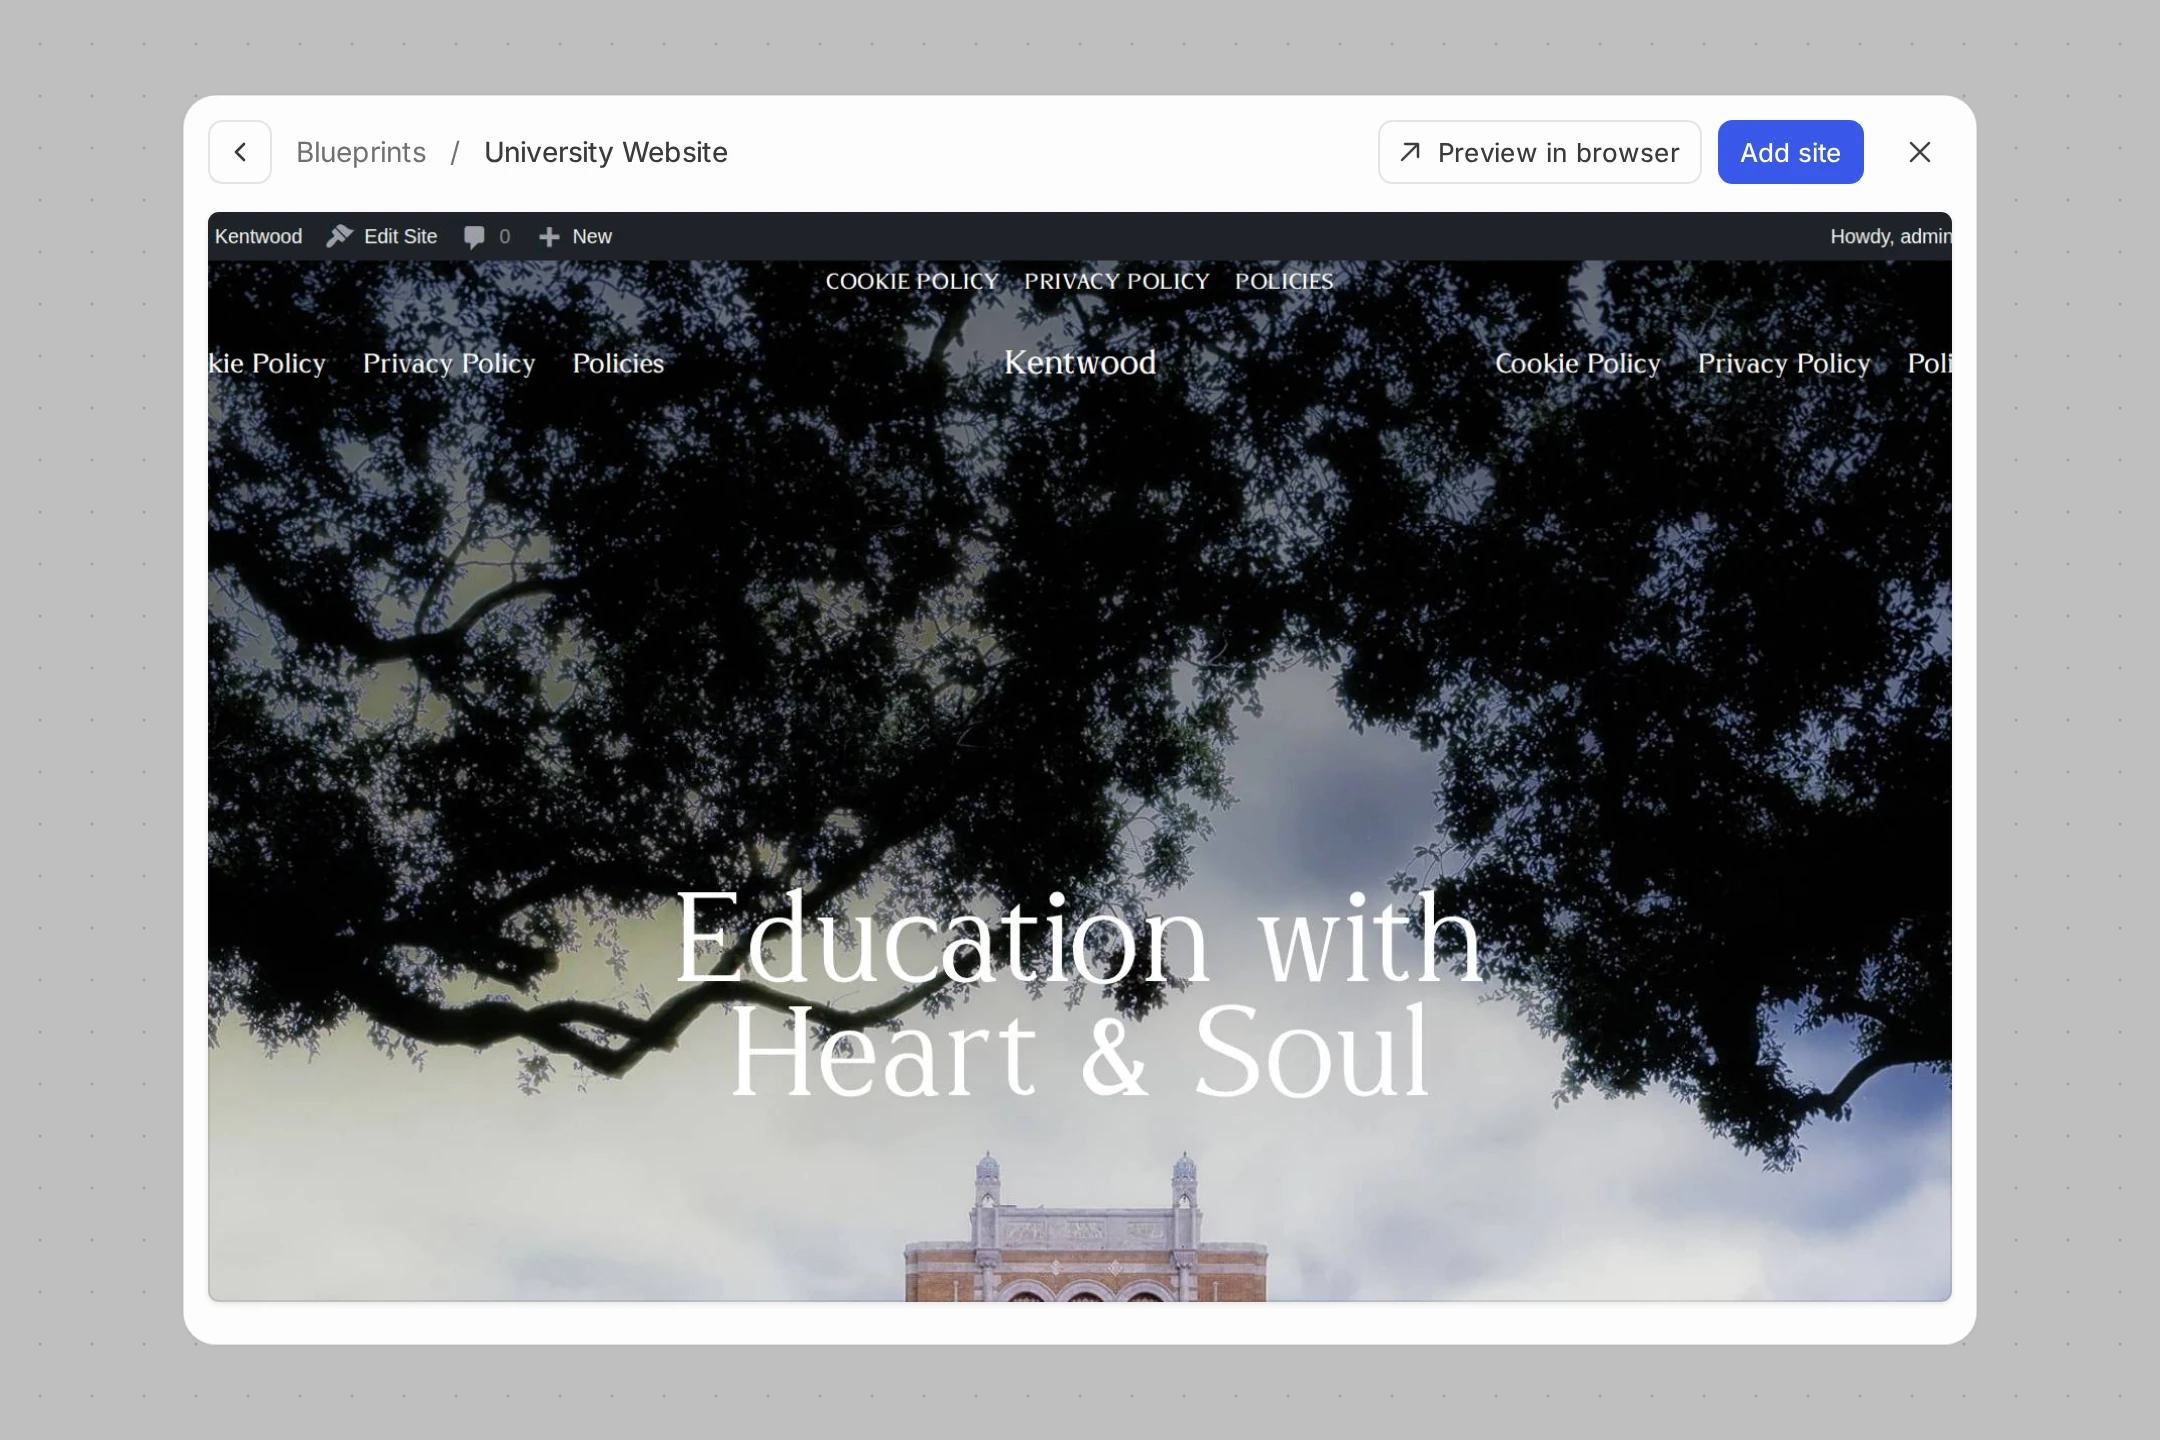 Blueprints / University Website
Preview in browser
Add site
Kentwood Edit Site 0 New Howdy, admin
COOKIE POLICY PRIVACY POLICY POLICIES
kie Policy Privacy Policy Policies Kentwood Cookie Policy Privacy Policy Poli
Education with
Heart & Soul